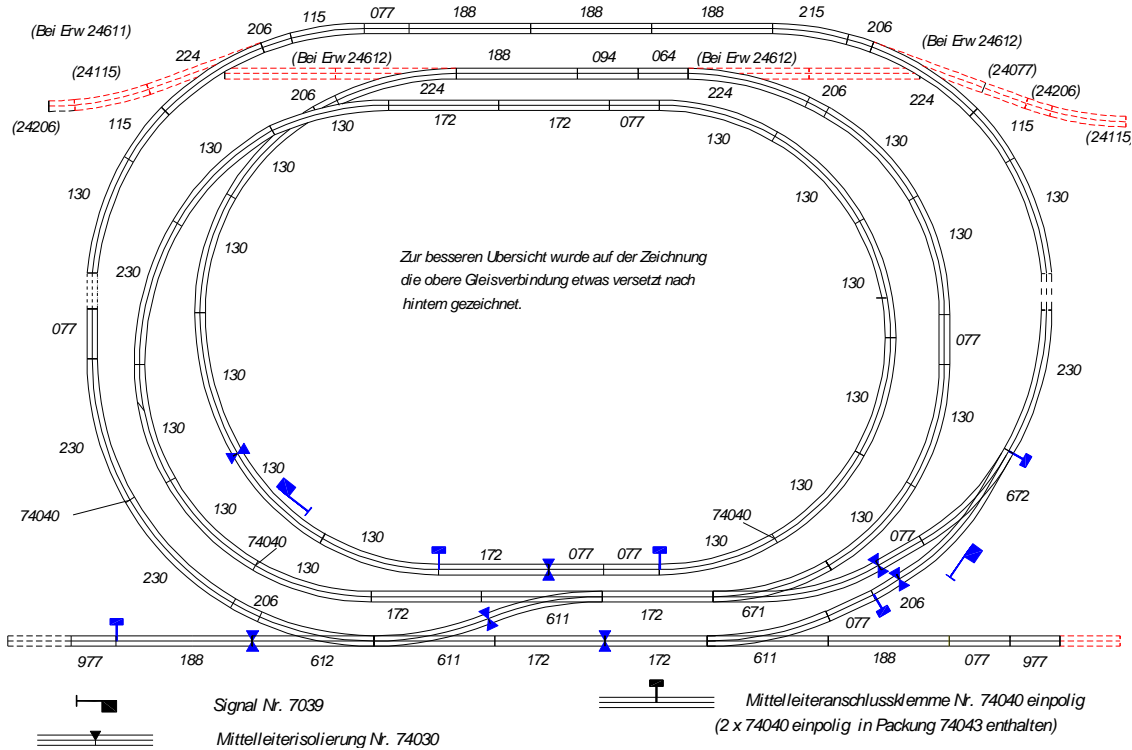 115 077 188 188 188 215
206 206
(Bei Erw 24611) (Bei Erw 24612)
224 (Bei Erw 24612) 188 094 064 (Bei Erw 24612)
(24115) (24077)
206 224 224 206 (24206)
224
(24206) 115 130 172 172 077 130 115 (24115)
130 130
130 130 130 130
130 130
230 130 Zur besseren Ubersicht wurde auf der Zeichnung 130
die obere Gleisverbindung etwas versetzt nach
hintern gezeichnet.
077 077
130 130 230
130 130
230 130 130
672
74040 130 130 74040 130
74040 077
230 130 130 172 077 077 130
206 206
172 611 172 671 077
977 188 612 611 172 172 611 188 077 977
Signal Nr. 7039
Mittelleiterisolierung Nr. 74030
Mittelleiteranschlussklemme Nr. 74040 einpolig
(2 x 74040 einpolig in Packung 74043 enthalten)